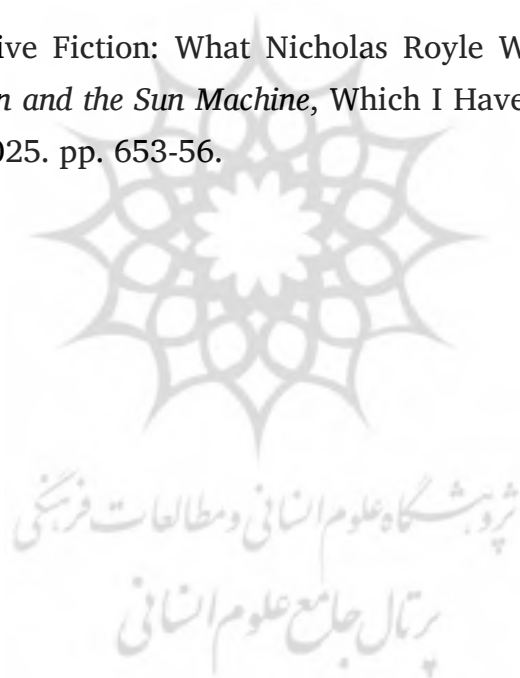 ive Fiction: What Nicholas Royle W
n and the Sun Machine, Which I Have
025. pp. 653-56.
پژوهشگاه علوم انسانی و مطالعات فرهنگی
پرتال جامع علوم انسانی